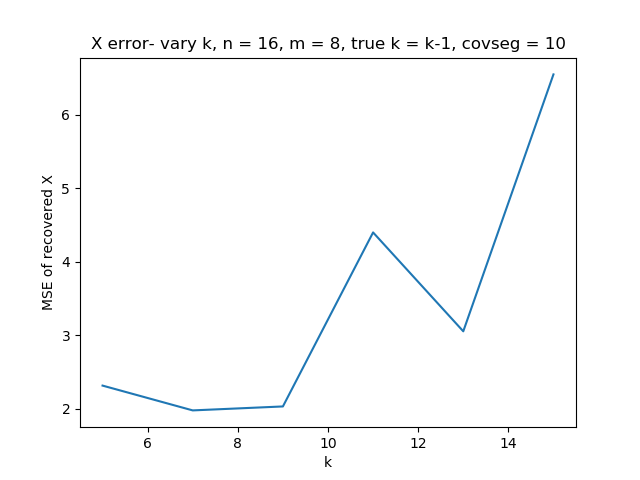 X error- vary k, n = 16, m = 8, true k = k-1, covseg = 10
MSE of recovered X
6
5
4
3
2
6 8 10 12 14
k